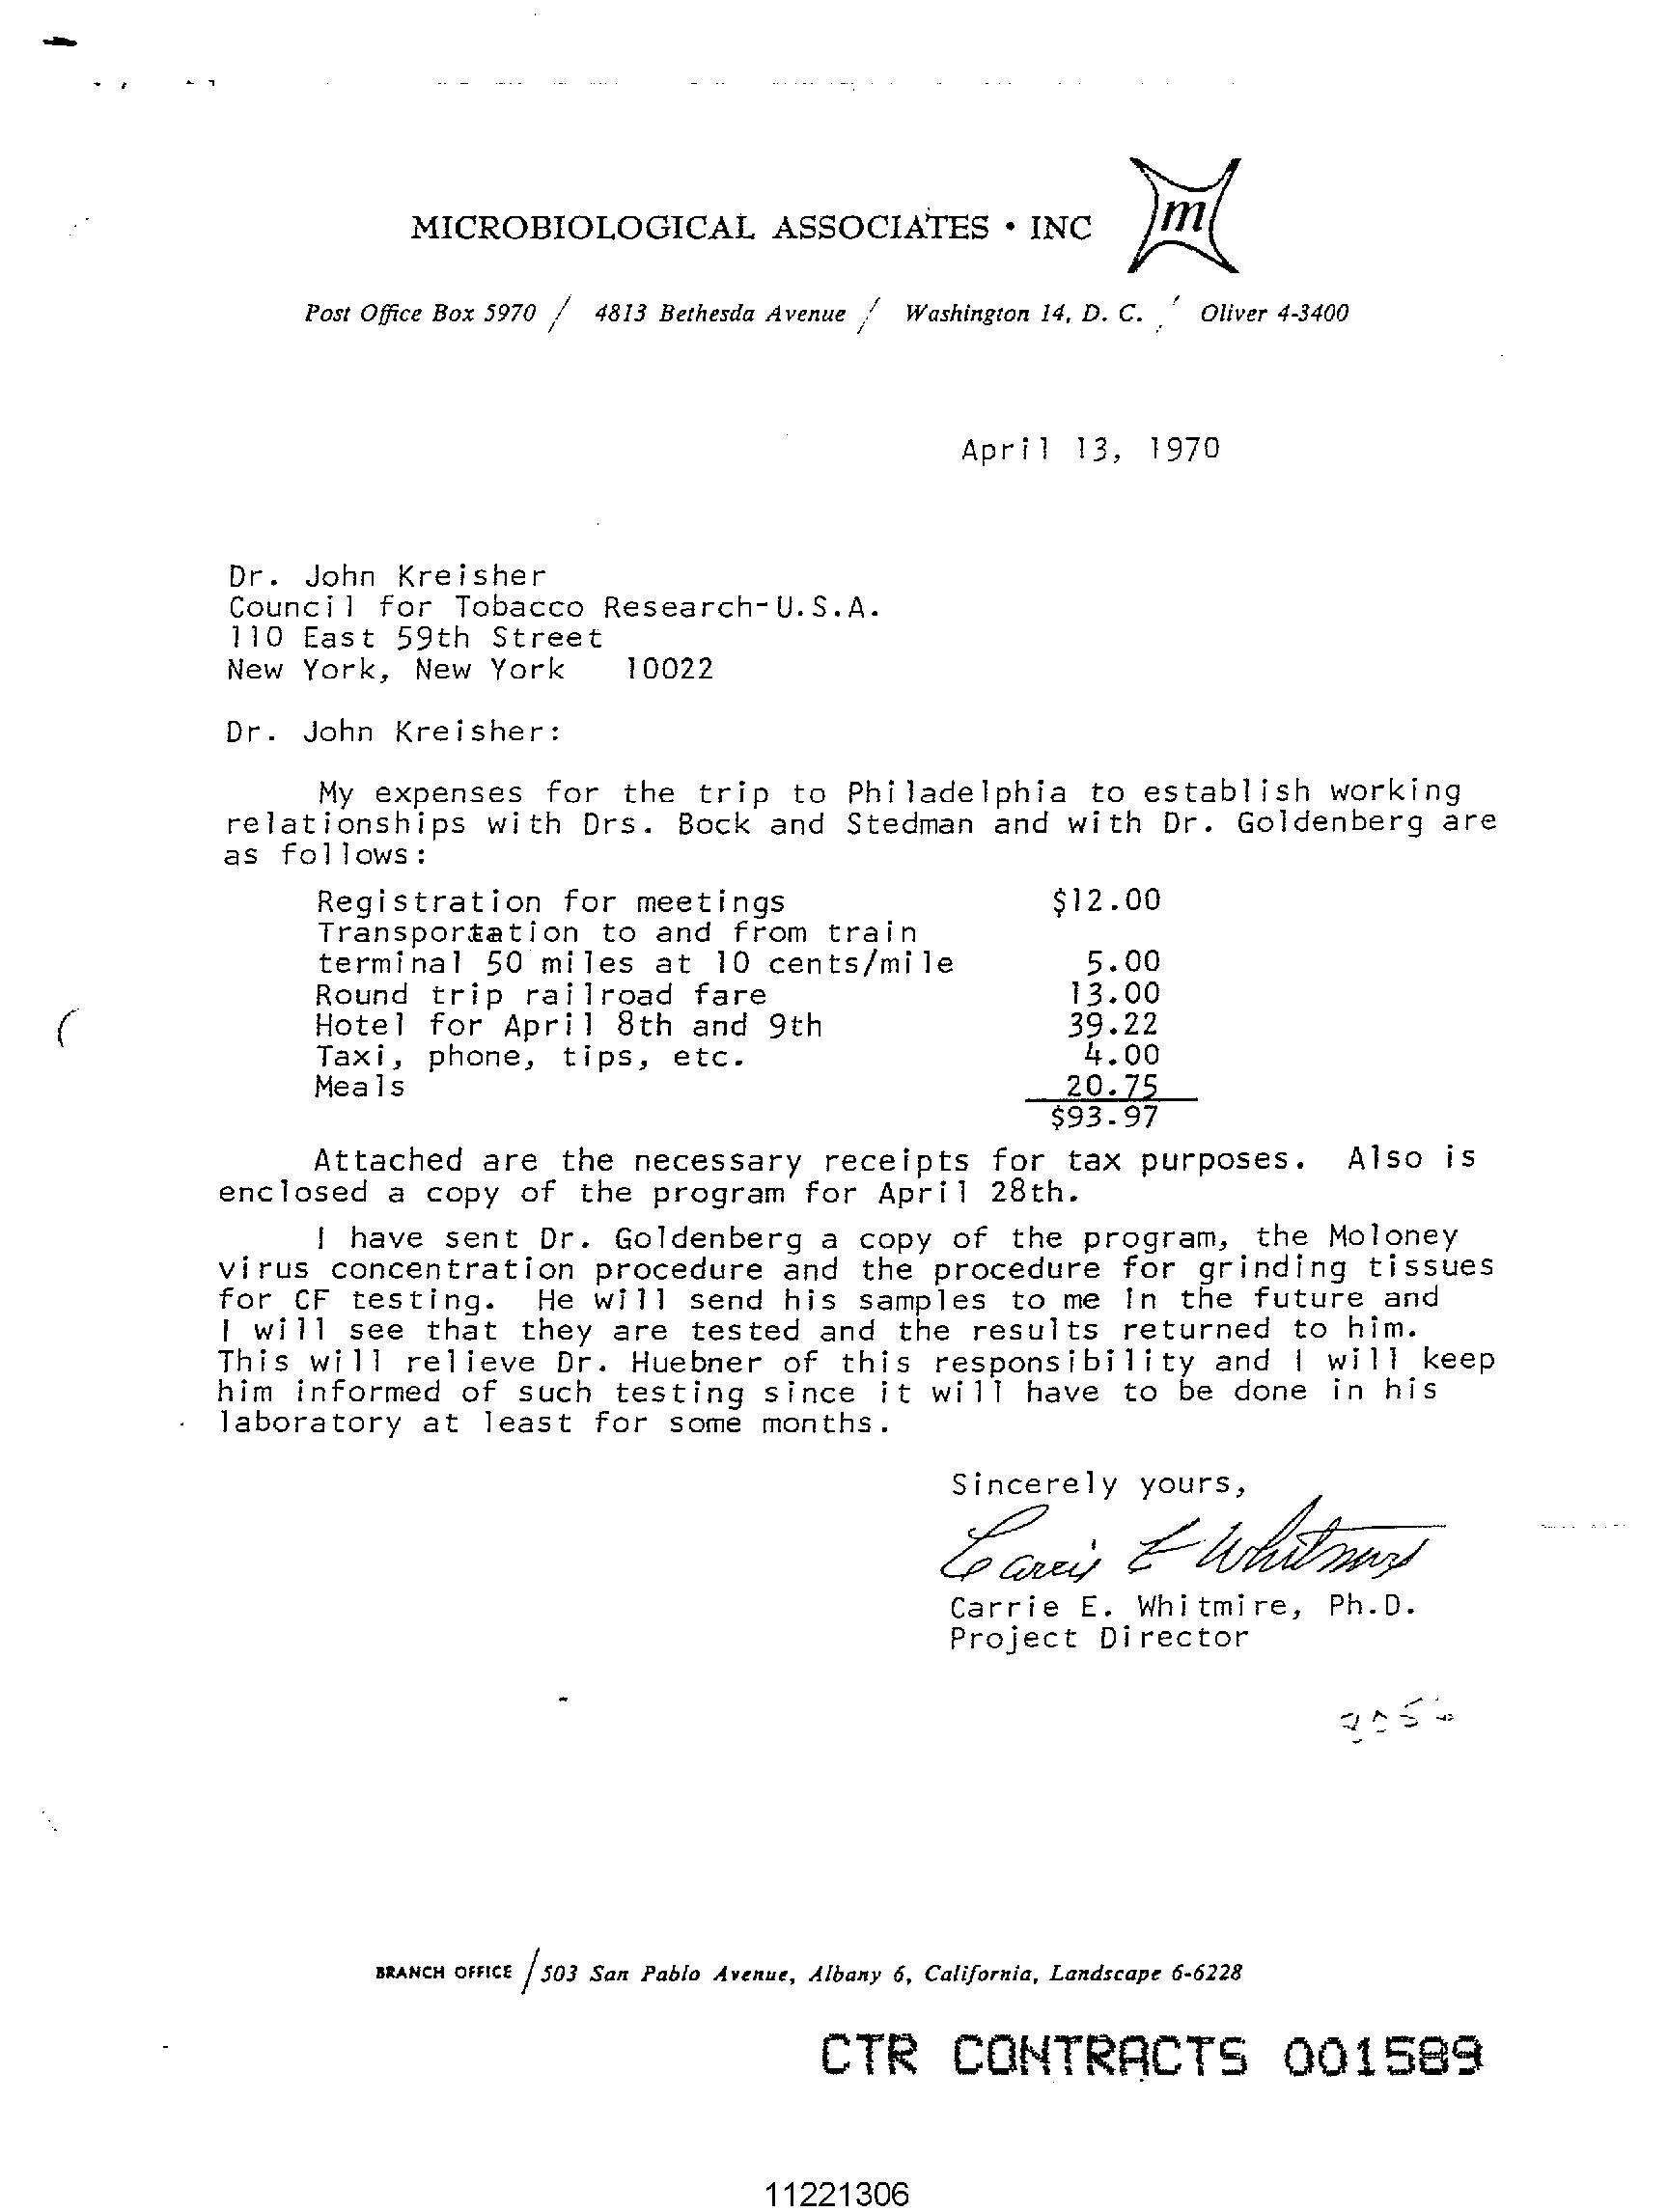 MICROBIOLOGICAL ASSOCIATES · INC m
Post Office Box 5970 / 4813 Bethesda Avenue / Washington 14, D. C. / Oliver 4-3400
April 13, 1970
Dr. John Kreisher
Council for Tobacco Research-U.S.A.
110 East 59th Street
New York, New York 10022
Dr. John Kreisher:
My expenses for the trip to Philadelphia to establish working
relationships with Drs. Bock and Stedman and with Dr. Goldenberg are
as follows:
Registration for meetings $12.00
Transportation to and from train
terminal 50 miles at 10 cents/mile 5.00
Round trip railroad fare 13.00
Hotel for April 8th and 9th 39.22
Taxi, phone, tips, etc. 4.00
Meals 20.75
$93.97
Attached are the necessary receipts for tax purposes. Also is
enclosed a copy of the program for April 28th.
I have sent Dr. Goldenberg a copy of the program, the Moloney
virus concentration procedure and the procedure for grinding tissues
for CF testing. He will send his samples to me in the future and
I will see that they are tested and the results returned to him.
This will relieve Dr. Huebner of this responsibility and I will keep
him informed of such testing since it will have to be done in his
laboratory at least for some months.
Sincerely yours,
Carrie E Whitmire
Carrie E. Whitmire, Ph.D.
Project Director
BRANCH OFFICE / 503 San Pablo Avenue, Albany 6, California, Landscape 6-6228
CTR CONTRACTS 001589
11221306